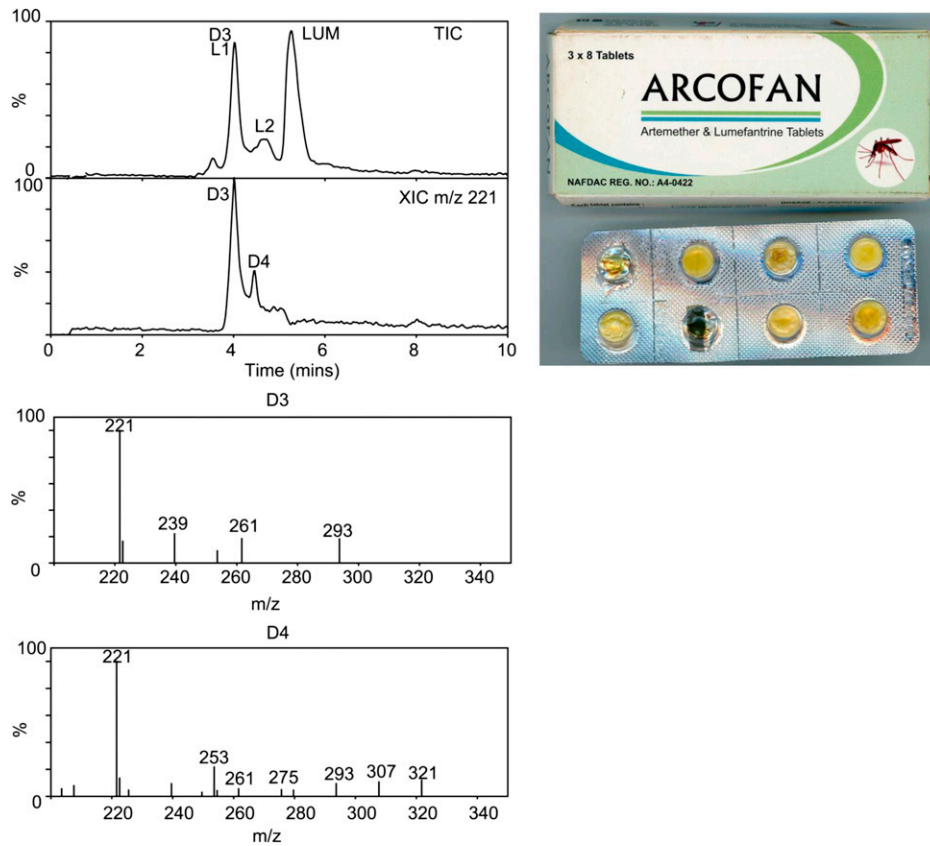 100
D3
L1
LUM
TIC
%
L2
0
100
D3
XIC m/z 221
D4
%
0
0 2 4 6 8 10
Time (mins)
3 x 8 Tablets
ARCOFAN
Artemether & Lumefantrine Tablets
NAFDAC REG. NO.: A4-0422
D3
100
221
%
239
261
293
0
220 240 260 280 300 320 340
m/z
D4
100
221
%
253
261
275
293
307
321
0
220 240 260 280 300 320 340
m/z